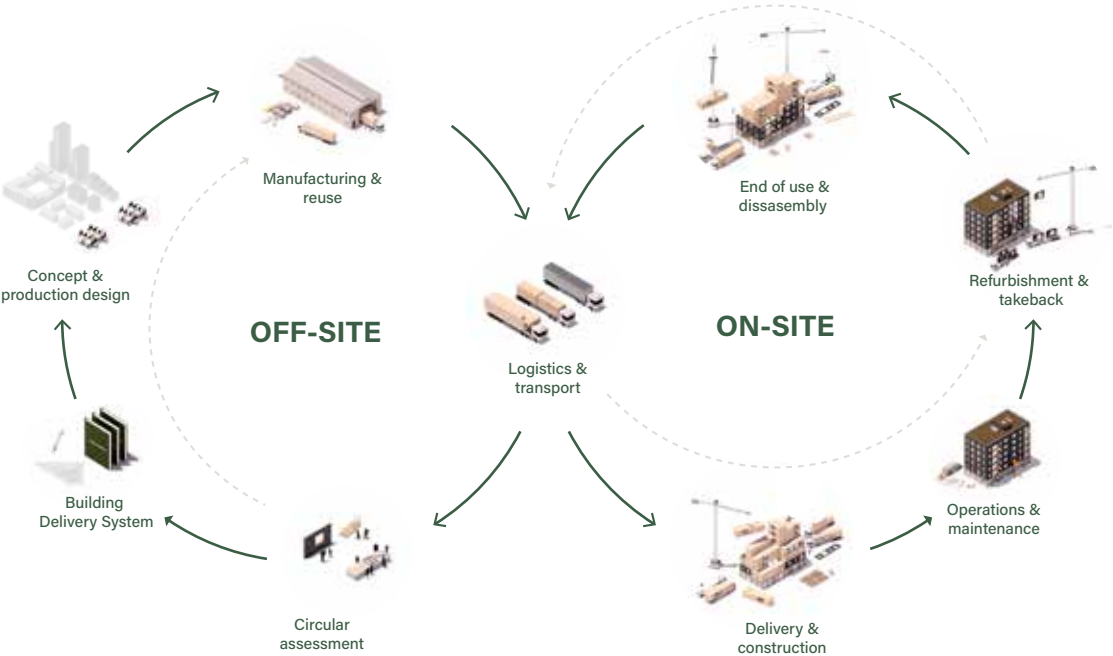 Manufacturing &
reuse
End of use &
dissasembly
Concept &
production design
Refurbishment &
takeback
OFF-SITE
ON-SITE
Logistics &
transport
Building
Delivery System
Operations &
maintenance
Circular
assessment
Delivery &
construction